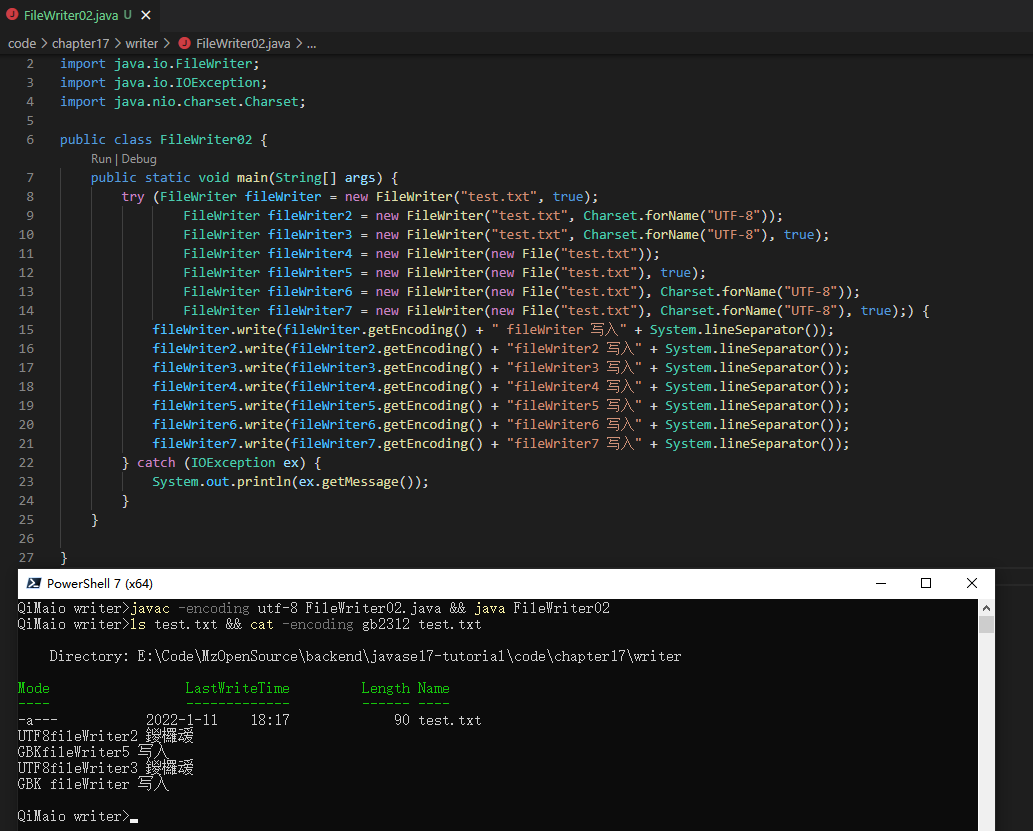 FileWriter02.java U
code > chapter17 > writer > FileWriter02.java > ...
2 import java.io.FileWriter;
3 import java.io.IOException;
4 import java.nio.charset.Charset;
5
6 public class FileWriter02 {
Run | Debug
7 public static void main(String[] args) {
8 try (FileWriter fileWriter = new FileWriter("test.txt", true);
9 FileWriter fileWriter2 = new FileWriter("test.txt", Charset.forName("UTF-8"));
10 FileWriter fileWriter3 = new FileWriter("test.txt", Charset.forName("UTF-8"), true);
11 FileWriter fileWriter4 = new FileWriter(new File("test.txt"));
12 FileWriter fileWriter5 = new FileWriter(new File("test.txt"), true);
13 FileWriter fileWriter6 = new FileWriter(new File("test.txt"), Charset.forName("UTF-8"));
14 FileWriter fileWriter7 = new FileWriter(new File("test.txt"), Charset.forName("UTF-8"), true);) {
15 fileWriter.write(fileWriter.getEncoding() + " fileWriter 写入" + System.lineSeparator());
16 fileWriter2.write(fileWriter2.getEncoding() + "fileWriter2 写入" + System.lineSeparator());
17 fileWriter3.write(fileWriter3.getEncoding() + "fileWriter3 写入" + System.lineSeparator());
18 fileWriter4.write(fileWriter4.getEncoding() + "fileWriter4 写入" + System.lineSeparator());
19 fileWriter5.write(fileWriter5.getEncoding() + "fileWriter5 写入" + System.lineSeparator());
20 fileWriter6.write(fileWriter6.getEncoding() + "fileWriter6 写入" + System.lineSeparator());
21 fileWriter7.write(fileWriter7.getEncoding() + "fileWriter7 写入" + System.lineSeparator());
22 } catch (IOException ex) {
23 System.out.println(ex.getMessage());
24 }
25 }
26
27 }
PowerShell 7 (x64)
QiMaio writer>javac -encoding utf-8 FileWriter02.java && java FileWriter02
QiMaio writer>ls test.txt && cat -encoding gb2312 test.txt
Directory: E:\Code\MzOpenSource\backend\javase17-tutorial\code\chapter17\writer
Mode LastWriteTime Length Name
---- ------------- ------ ----
-a--- 2022-1-11 18:17 90 test.txt
UTF8fileWriter2 鍐欏叆
GBKfileWriter5 写入
UTF8fileWriter3 鍐欏叆
GBK fileWriter 写入
QiMaio writer>